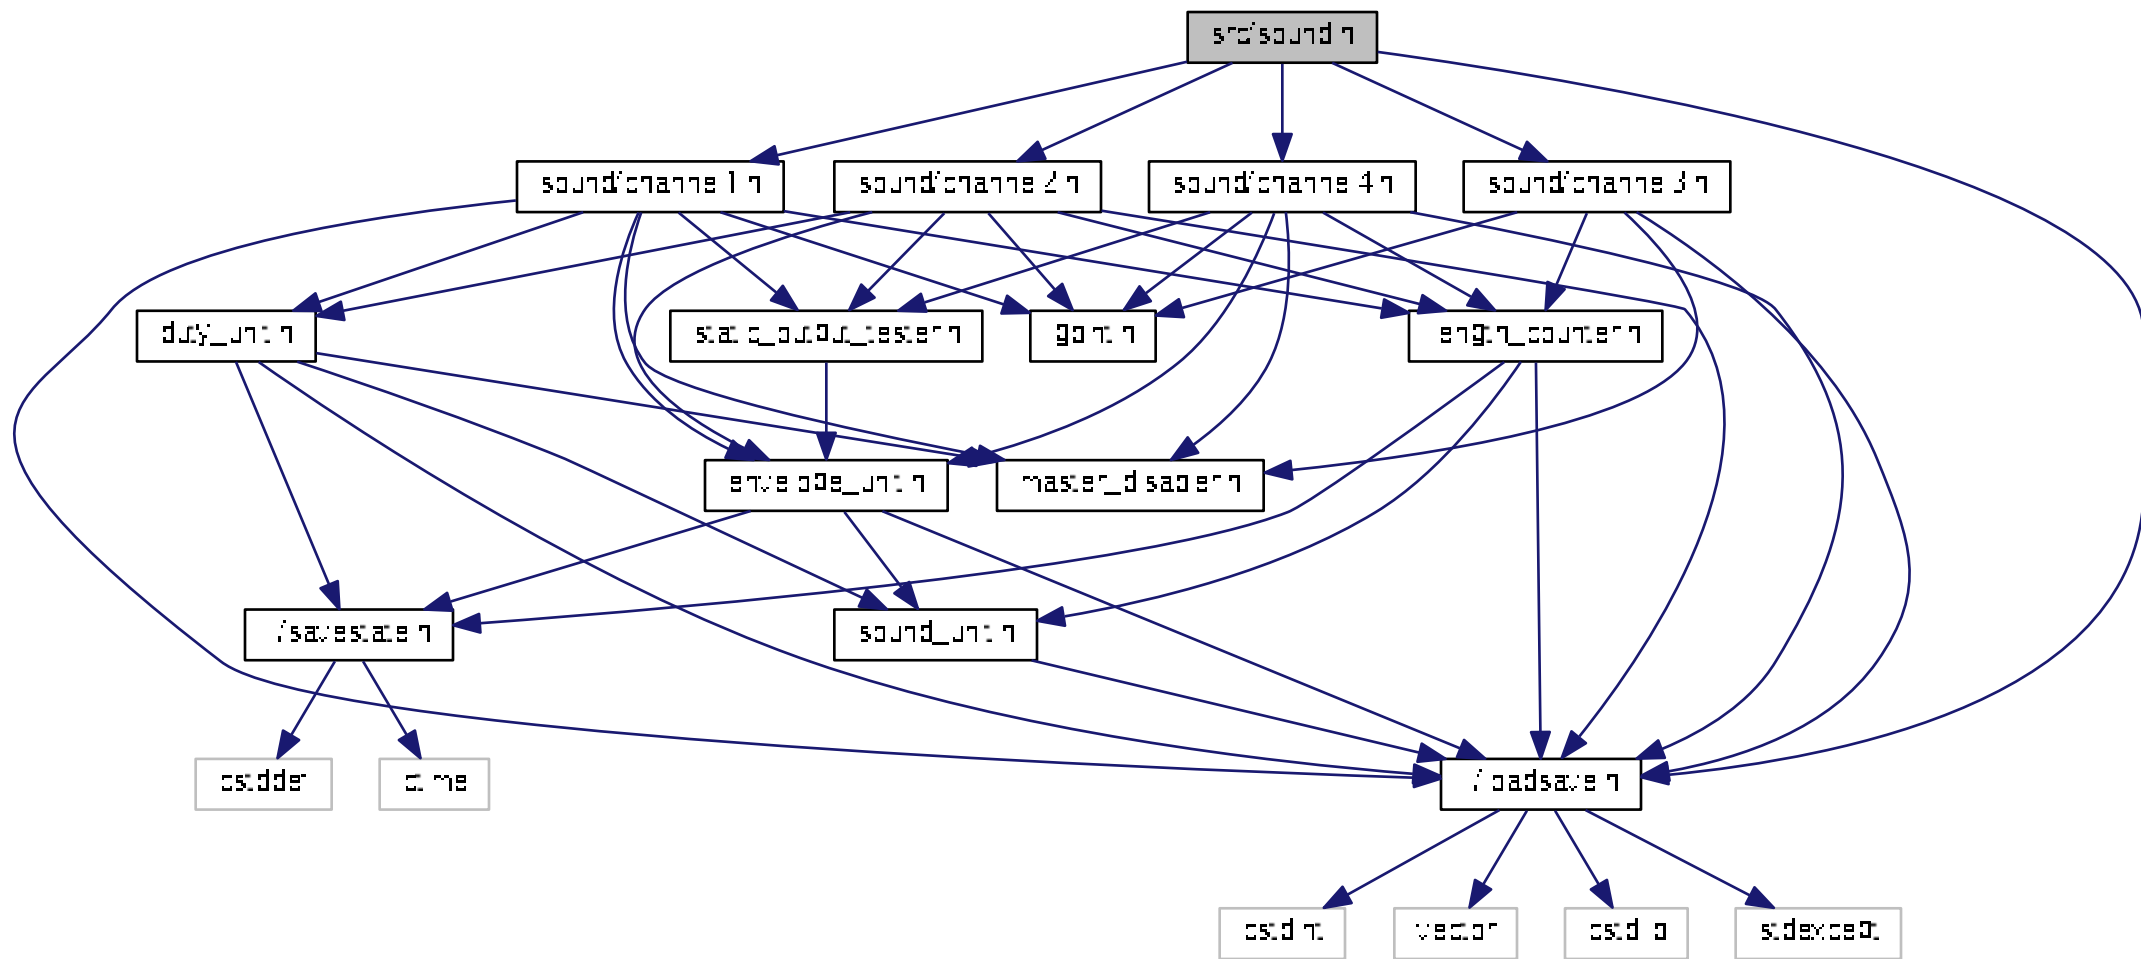 src/sound.h
sound/channel1.h
sound/channel2.h
sound/channel4.h
sound/channel3.h
duty_unit.h
static_output_tester.h
gbint.h
length_counter.h
envelope_unit.h
master_disabler.h
../savestate.h
sound_unit.h
cstddef
ctime
../loadsave.h
cstdint
vector
cstdio
stdexcept